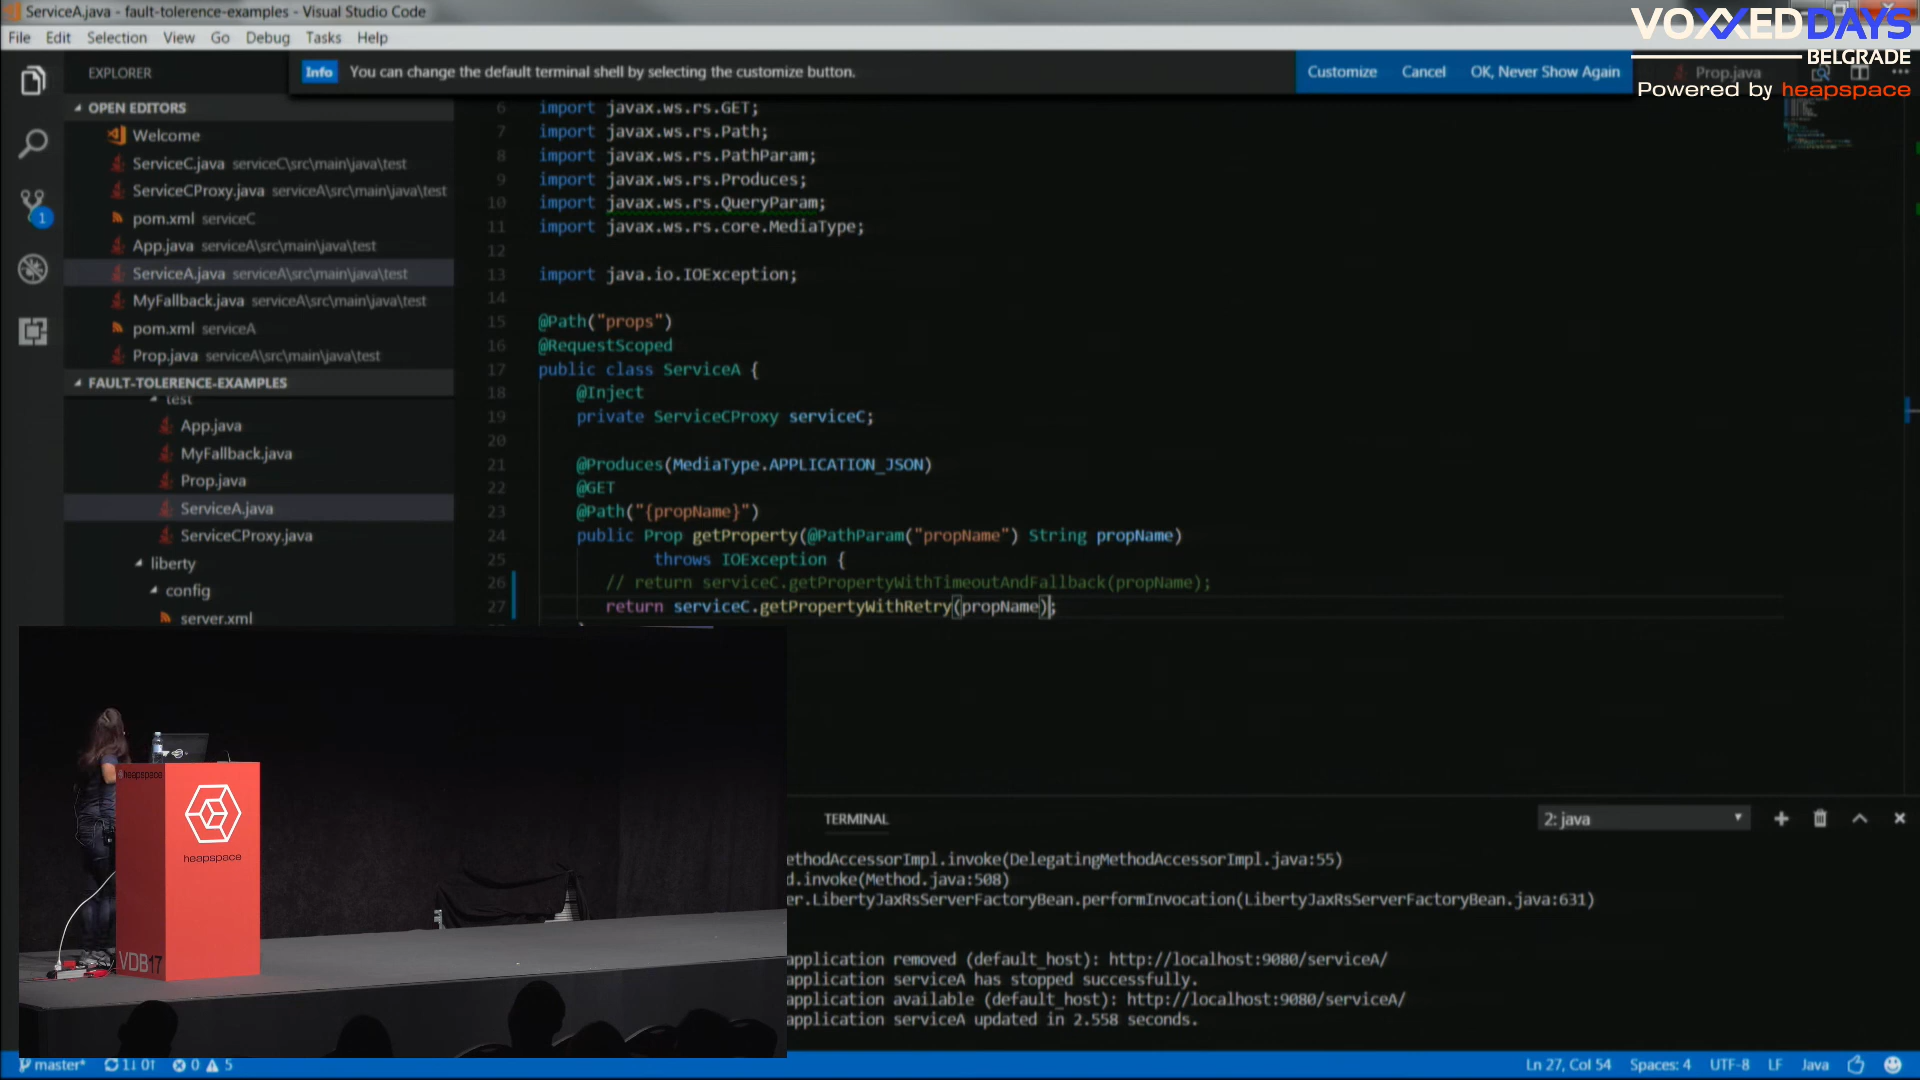 ServiceA.java - fault-tolerence-examples - Visual Studio Code
VOXXEDDAYS
BELGRADE
Powered by heapspace
File Edit Selection View Go Debug Tasks Help
EXPLORER
Info You can change the default terminal shell by selecting the customize button.
Customize Cancel OK, Never Show Again
Prop.java
OPEN EDITORS
Welcome
ServiceC.java serviceC\src\main\java\test
ServiceCProxy.java serviceA\src\main\java\test
pom.xml serviceC
App.java serviceA\src\main\java\test
ServiceA.java serviceA\src\main\java\test
MyFallback.java serviceA\src\main\java\test
pom.xml serviceA
Prop.java serviceA\src\main\java\test
1
FAULT-TOLERENCE-EXAMPLES
test
App.java
MyFallback.java
Prop.java
ServiceA.java
ServiceCProxy.java
liberty
config
server.xml
6 import javax.ws.rs.GET;
7 import javax.ws.rs.Path;
8 import javax.ws.rs.PathParam;
9 import javax.ws.rs.Produces;
10 import javax.ws.rs.QueryParam;
11 import javax.ws.rs.core.MediaType;
12
13 import java.io.IOException;
14
15 @Path("props")
16 @RequestScoped
17 public class ServiceA {
18 @Inject
19 private ServiceCProxy serviceC;
20
21 @Produces(MediaType.APPLICATION_JSON)
22 @GET
23 @Path("{propName}")
24 public Prop getProperty(@PathParam("propName") String propName)
25 throws IOException {
26 // return serviceC.getPropertyWithTimeoutAndFallback(propName);
27 return serviceC.getPropertyWithRetry(propName);
heapspace
heapspace
VDB17
TERMINAL
2: java
ethodAccessorImpl.invoke(DelegatingMethodAccessorImpl.java:55)
d.invoke(Method.java:508)
er.LibertyJaxRsServerFactoryBean.performInvocation(LibertyJaxRsServerFactoryBean.java:631)
application removed (default_host): http://localhost:9080/serviceA/
application serviceA has stopped successfully.
application available (default_host): http://localhost:9080/serviceA/
application serviceA updated in 2.558 seconds.
master* 1↓ 0↑ 0 5
Ln 27, Col 54 Spaces: 4 UTF-8 LF Java